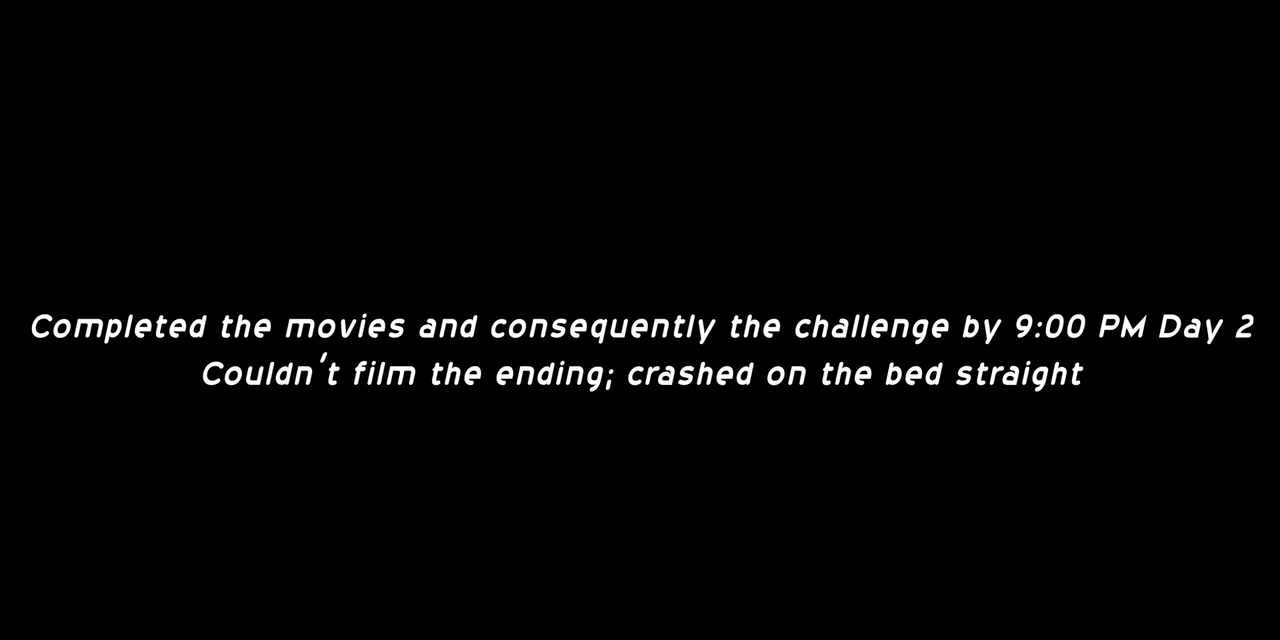 Completed the movies and consequently the challenge by 9:00 PM Day 2
Couldn't film the ending; crashed on the bed straight